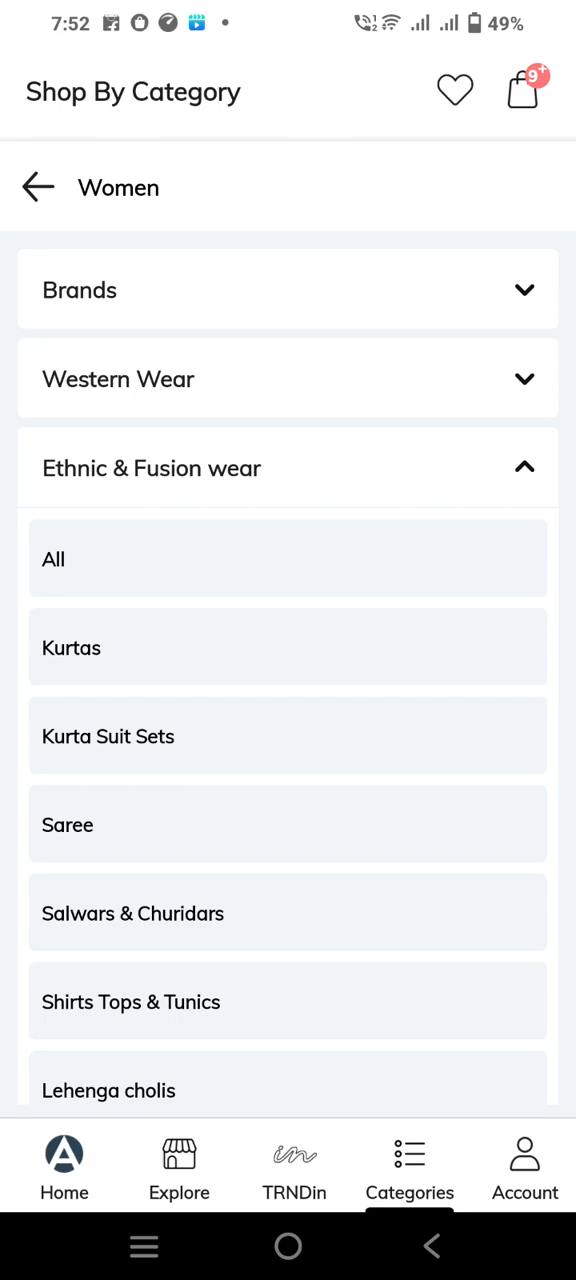 7:52
49%
Shop By Category
9+
Women
Brands
Western Wear
Ethnic & Fusion wear
All
Kurtas
Kurta Suit Sets
Saree
Salwars & Churidars
Shirts Tops & Tunics
Lehenga cholis
Home Explore TRNDin Categories Account